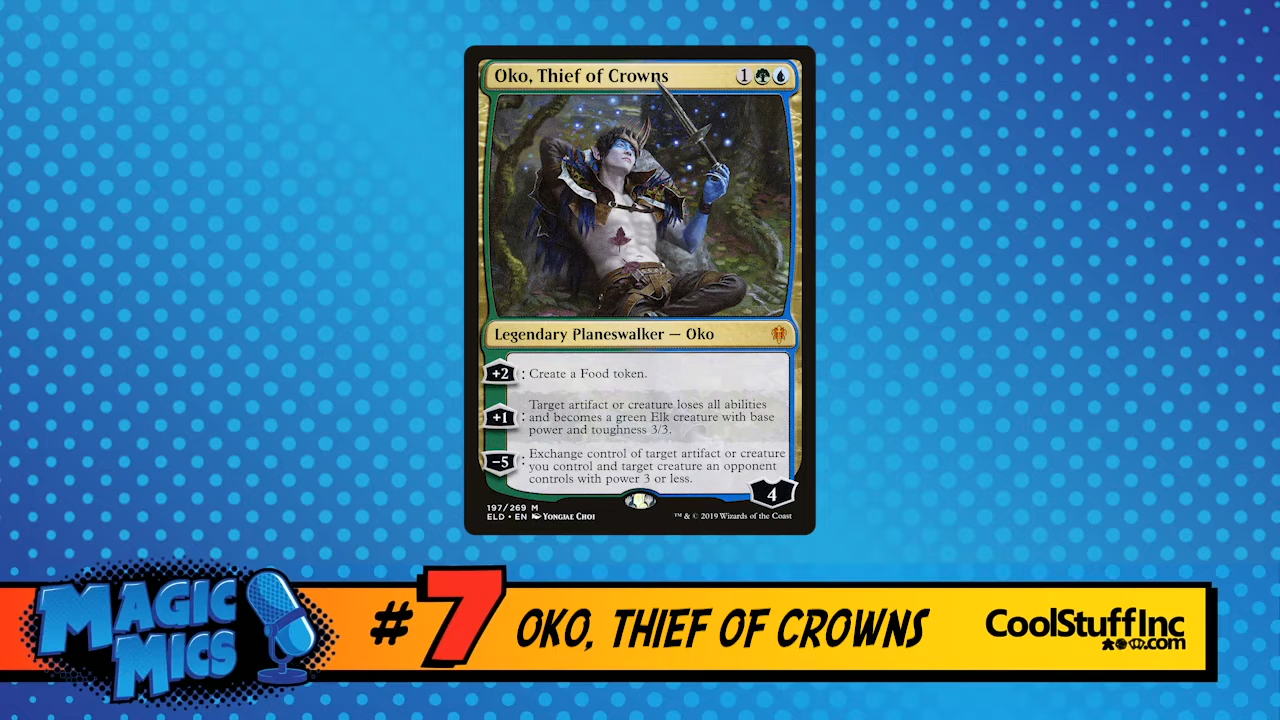 Oko, Thief of Crowns 1
Legendary Planeswalker — Oko
+2 : Create a Food token.
+1 : Target artifact or creature loses all abilities
and becomes a green Elk creature with base
power and toughness 3/3.
−5 : Exchange control of target artifact or creature
you control and target creature an opponent
controls with power 3 or less.
4
197/269 M
ELD • EN Yongjae Choi
™ & © 2019 Wizards of the Coast
MAGIC
MICS
#7 OKO, THIEF OF CROWNS
CoolStuffInc
.com